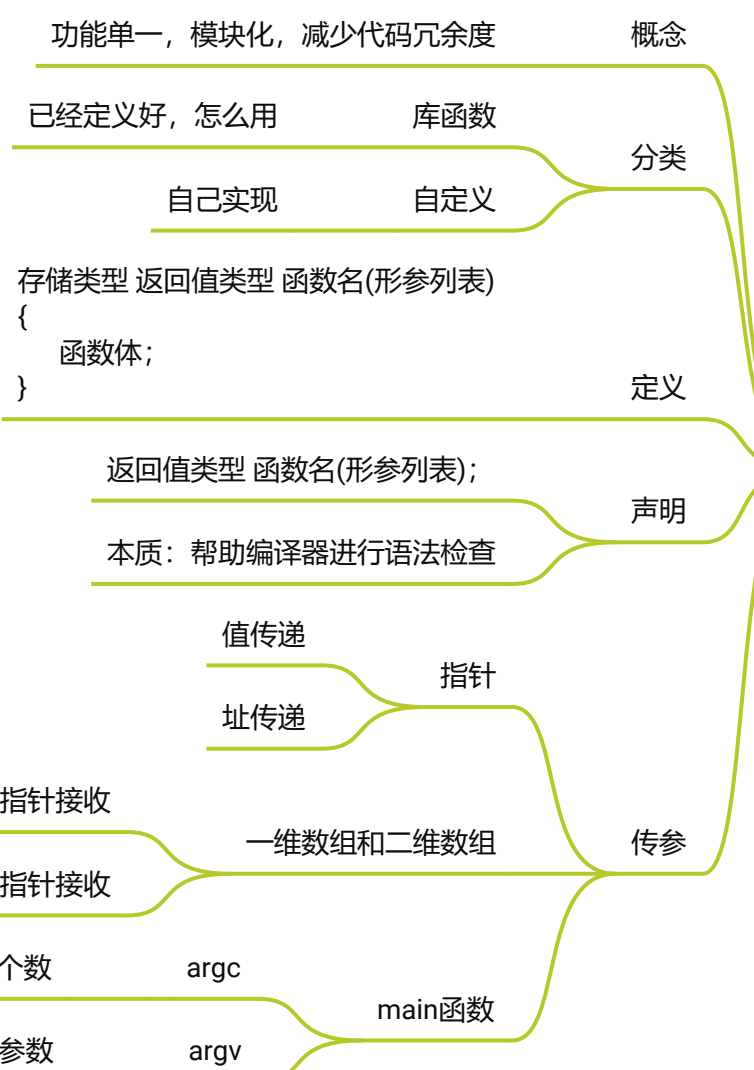 功能单一，模块化，减少代码冗余度
概念
已经定义好，怎么用
库函数
分类
自己实现
自定义
存储类型 返回值类型 函数名(形参列表)
{
函数体；
}
定义
返回值类型 函数名(形参列表)；
声明
本质：帮助编译器进行语法检查
值传递
指针
址传递
指针接收
一维数组和二维数组
传参
指针接收
个数
argc
main函数
参数
argv